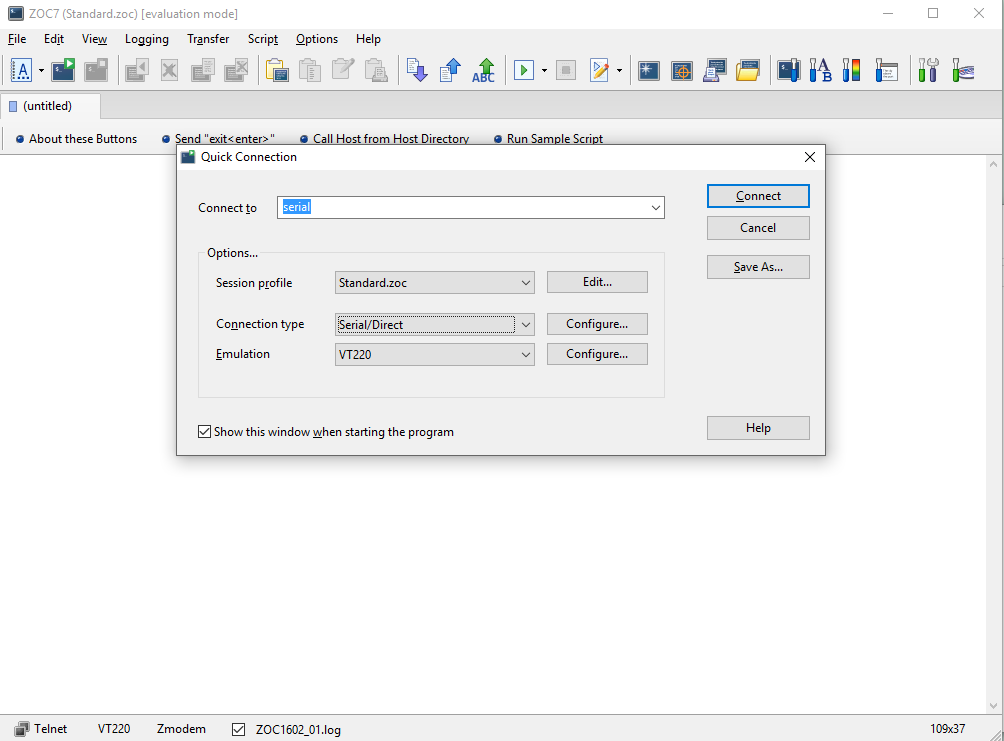 ZOC7 (Standard.zoc) [evaluation mode]
File Edit View Logging Transfer Script Options Help
A ABC B
(untitled)
About these Buttons Send "exit<enter>" Call Host from Host Directory Run Sample Script
Quick Connection
Connect to serial Connect
Cancel
Options...
Save As...
Session profile Standard.zoc Edit...
Connection type Serial/Direct Configure...
Emulation VT220 Configure...
Show this window when starting the program Help
Telnet VT220 Zmodem ZOC1602_01.log 109x37